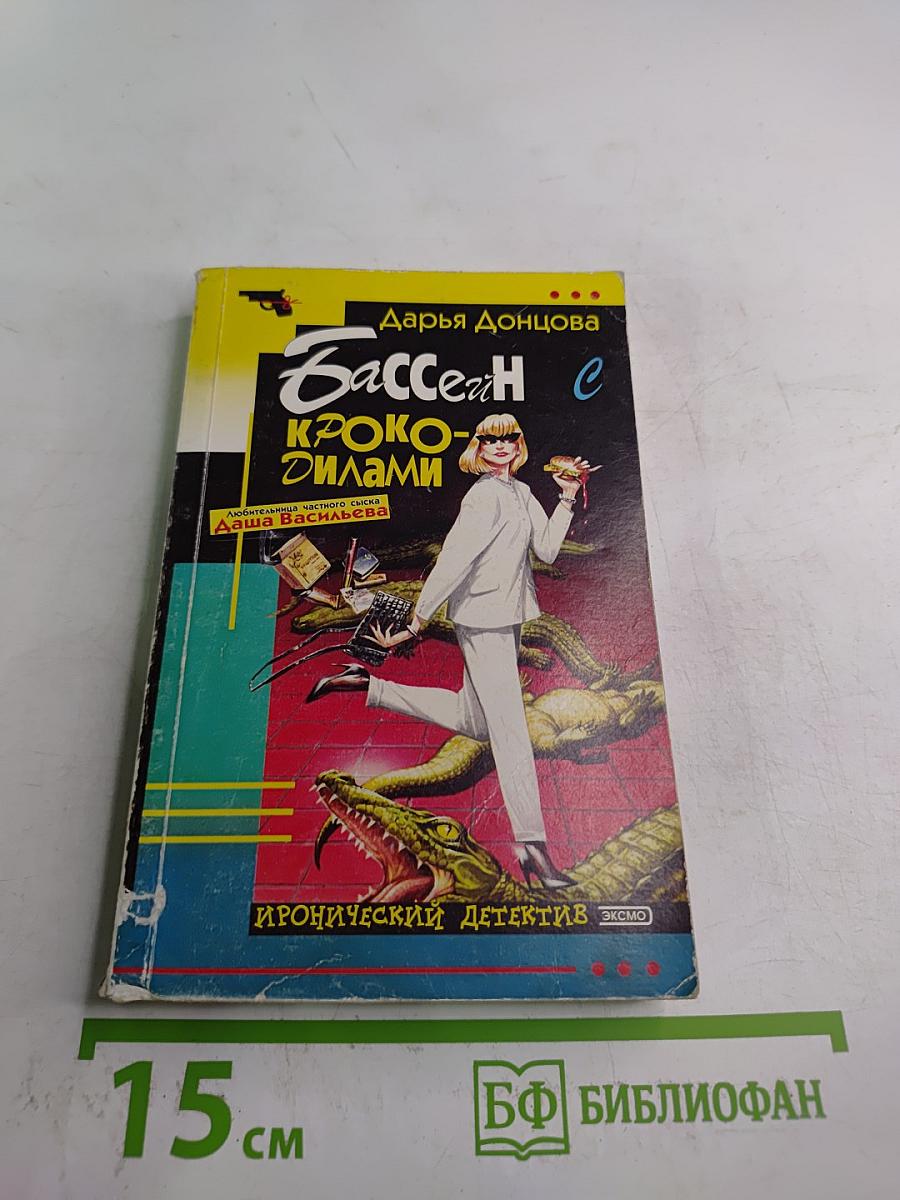 Дарья Донцова
Бассейн с
кроко-
дилами
Любительница частного сыска
Даша Васильева
ИРОНИЧЕСКИЙ ДЕТЕКТИВ ЭКСМО
15 см
БФ БИБЛИОФАН